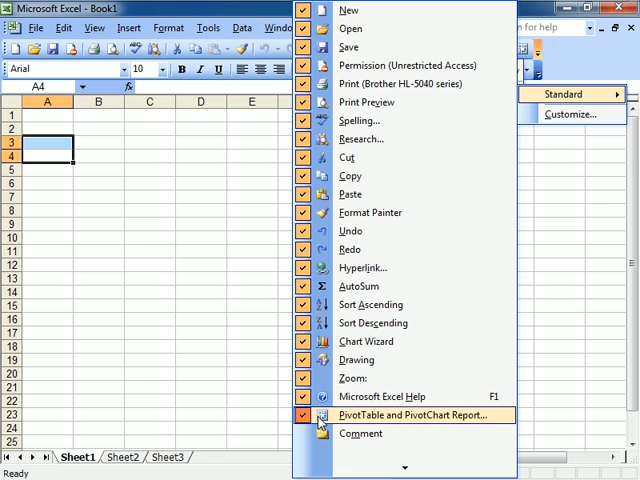 Microsoft Excel - Book1
File Edit View Insert Format Tools Data Window
for help
Arial 10 B I U
A4 fx
A B C D E
1
2
3
4
5
6
7
8
9
10
11
12
13
14
15
16
17
18
19
20
21
22
23
24
25
New
Open
Save
Permission (Unrestricted Access)
Print (Brother HL-5040 series)
Print Preview
Spelling...
Research...
Cut
Copy
Paste
Format Painter
Undo
Redo
Hyperlink...
AutoSum
Sort Ascending
Sort Descending
Chart Wizard
Drawing
Zoom:
Microsoft Excel Help F1
PivotTable and PivotChart Report...
Comment
Standard
Customize...
Sheet1 Sheet2 Sheet3
Ready